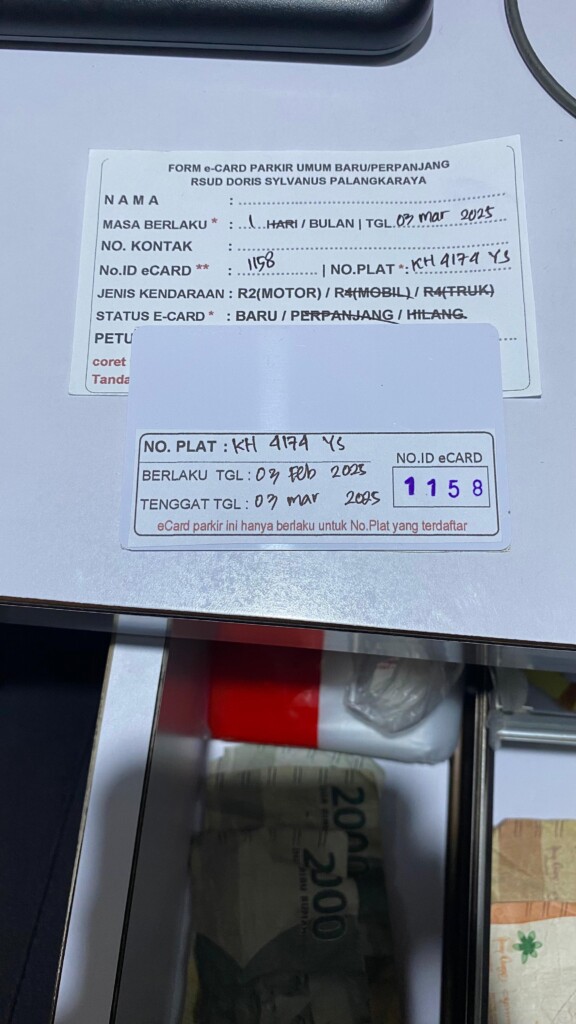 FORM e-CARD PARKIR UMUM BARU/PERPANJANG
RSUD DORIS SYLVANUS PALANGKARAYA
N A M A :
MASA BERLAKU * : 1 HARI / BULAN | TGL. 03 mar 2025
NO. KONTAK :
No.ID eCARD ** : 1158 | NO.PLAT *: KH 4174 YS
JENIS KENDARAAN : R2(MOTOR) / R4(MOBIL) / R4(TRUK)
STATUS E-CARD * : BARU / PERPANJANG / HILANG.
PETU
coret
Tanda
NO. PLAT : KH 4174 YS
BERLAKU TGL : 03 Feb 2025
TENGGAT TGL : 03 mar 2025
NO.ID eCARD
1158
eCard parkir ini hanya berlaku untuk No.Plat yang terdaftar
2000
2000